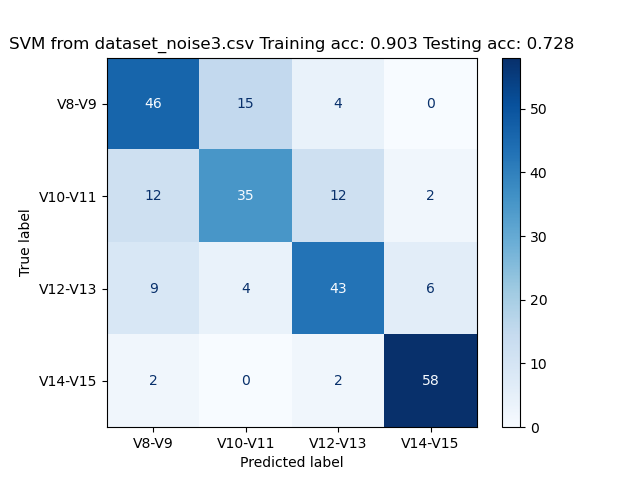 SVM from dataset_noise3.csv Training acc: 0.903 Testing acc: 0.728
V8-V9 46 15 4 0
V10-V11 12 35 12 2
V12-V13 9 4 43 6
V14-V15 2 0 2 58
V8-V9 V10-V11 V12-V13 V14-V15
Predicted label
True label
50
40
30
20
10
0